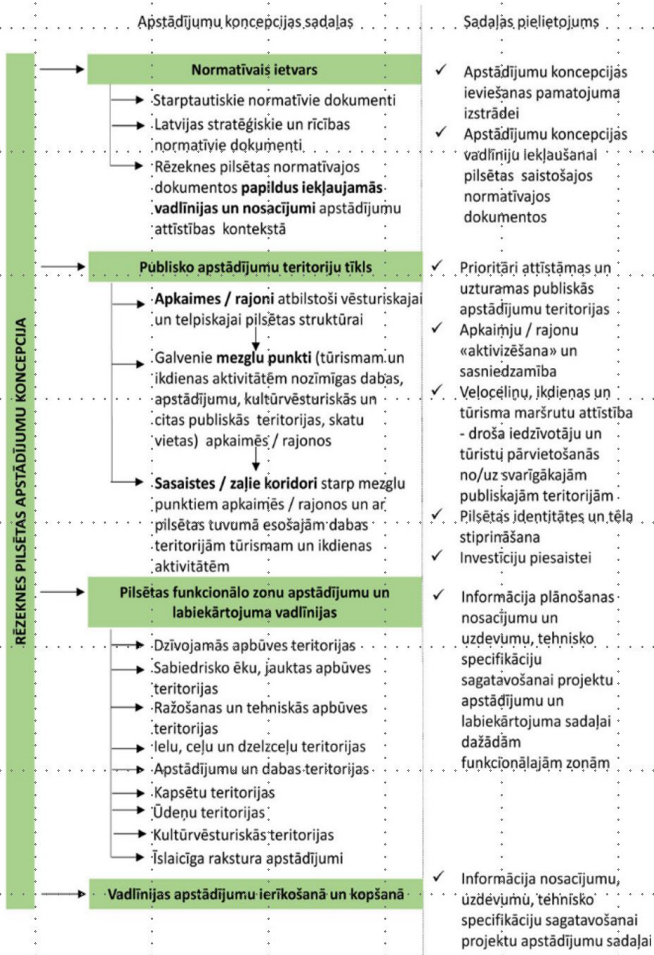 Apstādījumu koncepcijas sadaļas
Sadaļas pielietojums
RĒZEKNES PILSĒTAS APSTĀDĪJUMU KONCEPCIJA
Normatīvais ietvars
Starptautiskie normatīvie dokumenti
Latvijas stratēģiskie un rīcības
normatīvie dokumenti
Rēzeknes pilsētas normatīvajos
dokumentos papildus iekļaujamās
vadlīnijas un nosacījumi apstādījumu
attīstības kontekstā
✓ Apstādījumu koncepcijas
ieviešanas pamatojuma
izstrādei
✓ Apstādījumu koncepcijas
vadlīniju iekļaušanai
pilsētas saistošajos
normatīvajos
dokumentos
Publisko apstādījumu teritoriju tīkls
Apkaimes / rajoni atbilstoši vēsturiskajai
un telpiskajai pilsētas struktūrai
Galvenie mezglu punkti (tūrismam un
ikdienas aktivitātēm nozīmīgas dabas,
apstādījumu, kultūrvēsturiskās un
citas publiskās teritorijas, skatu
vietas) apkaimēs / rajonos
Sasaistes / zaļie koridori starp mezglu
punktiem apkaimēs / rajonos un ar
pilsētas tuvumā esošajām dabas
teritorijām tūrismam un ikdienas
aktivitātēm
✓ Prioritāri attīstāmas un
uzturamas publiskās
apstādījumu teritorijas
✓ Apkaimju / rajonu
«aktivizēšana» un
sasniedzamība
✓ Veloceliņu, ikdienas un
tūrisma maršrutu attīstība
- droša iedzīvotāju un
tūristu pārvietošanās
no/uz svarīgākajām
publiskajām teritorijām
✓ Pilsētas identitātes un tēla
stiprināšana
✓ Investīciju piesaistei
Pilsētas funkcionālo zonu apstādījumu un
labiekārtojuma vadlīnijas
Dzīvojamās apbūves teritorijas
Sabiedrisko ēku, jauktas apbūves
teritorijas
Ražošanas un tehniskās apbūves
teritorijas
Ielu, ceļu un dzelzceļu teritorijas
Apstādījumu un dabas teritorijas
Kapsētu teritorijas
Ūdeņu teritorijas
Kultūrvēsturiskās teritorijas
Īslaicīga rakstura apstādījumi
✓ Informācija plānošanas
nosacījumu un
uzdevumu, tehnisko
specifikāciju
sagatavošanai projektu
apstādījumu un
labiekārtojuma sadaļai
dažādām
funkcionālajām zonām
Vadlīnijas apstādījumu ierīkošanā un kopšanā
✓ Informācija nosacījumu,
uzdevumu, tehnisko
specifikāciju sagatavošanai
projektu apstādījumu sadaļai